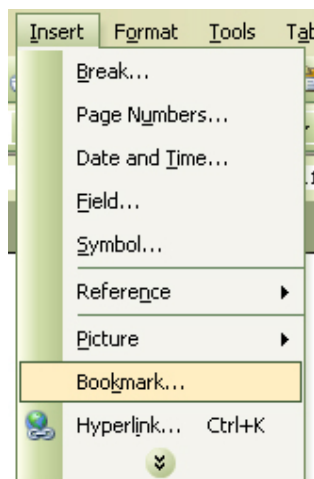 Insert Format Tools Tab
Break...
Page Numbers...
Date and Time...
Field...
Symbol...
Reference
Picture
Bookmark...
Hyperlink... Ctrl+K